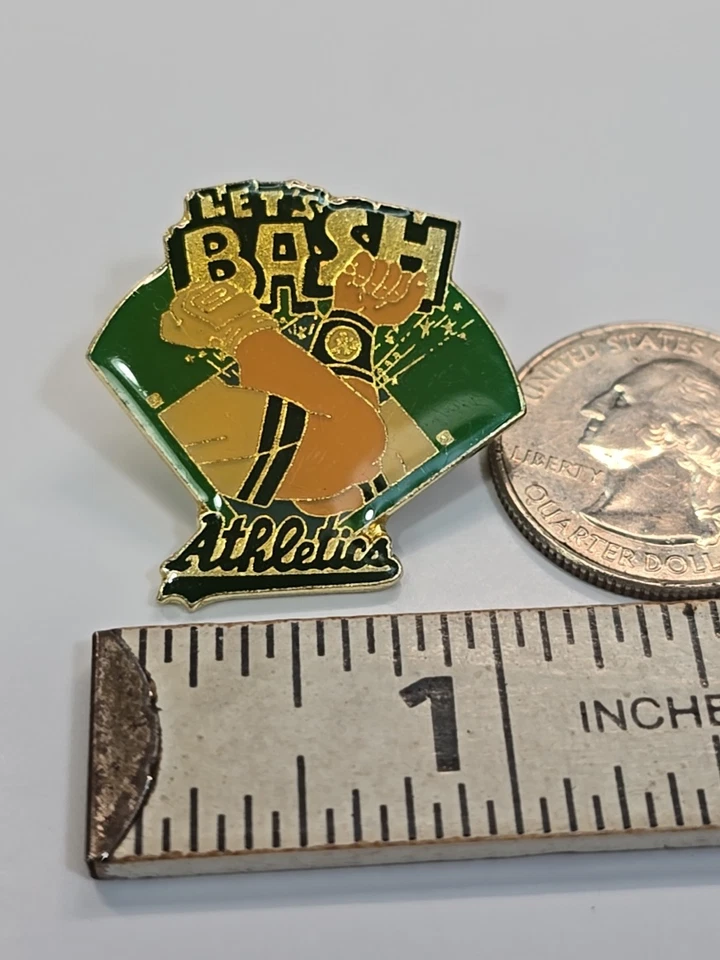 LET'S
BASH
Athletics
UNITED STATES
LIBERTY
QUARTER DOLL
1
INCHE